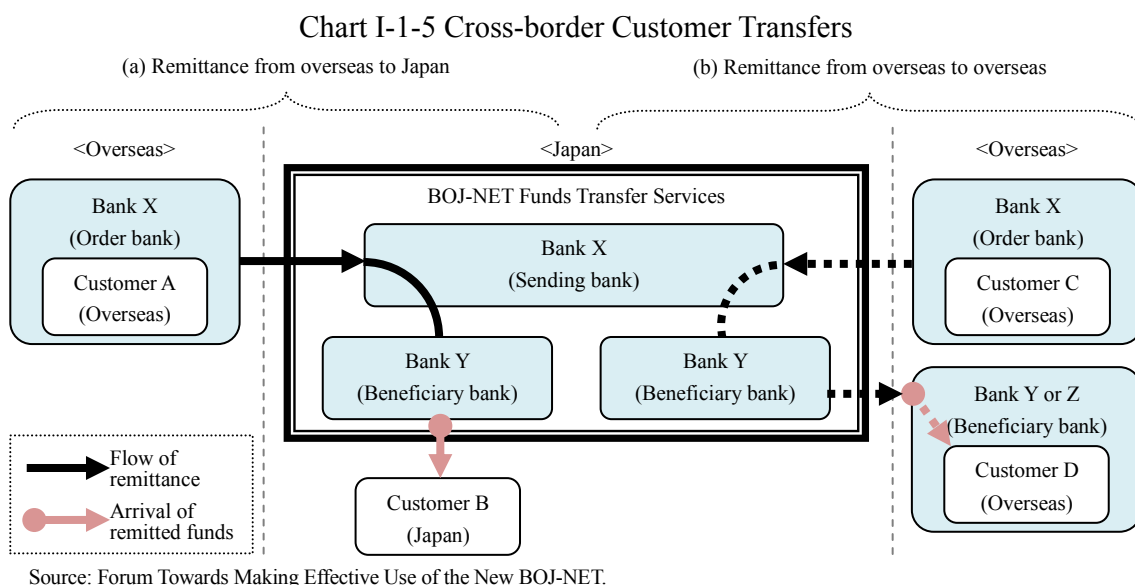 Chart I-1-5 Cross-border Customer Transfers
(a) Remittance from overseas to Japan
(b) Remittance from overseas to overseas
<Overseas>
<Japan>
<Overseas>
Bank X
(Order bank)
Customer A
(Overseas)
BOJ-NET Funds Transfer Services
Bank X
(Sending bank)
Bank Y
(Beneficiary bank)
Bank Y
(Beneficiary bank)
Bank X
(Order bank)
Customer C
(Overseas)
Bank Y or Z
(Beneficiary bank)
Customer D
(Overseas)
Customer B
(Japan)
Flow of
remittance
Arrival of
remitted funds
Source: Forum Towards Making Effective Use of the New BOJ-NET.